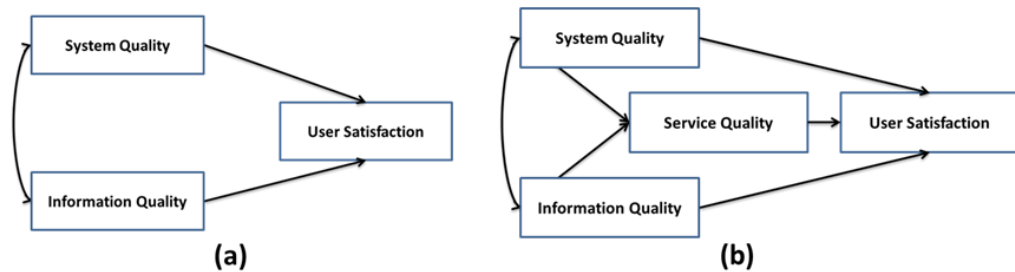 System Quality
User Satisfaction
Information Quality
(a)
System Quality
Service Quality
User Satisfaction
Information Quality
(b)